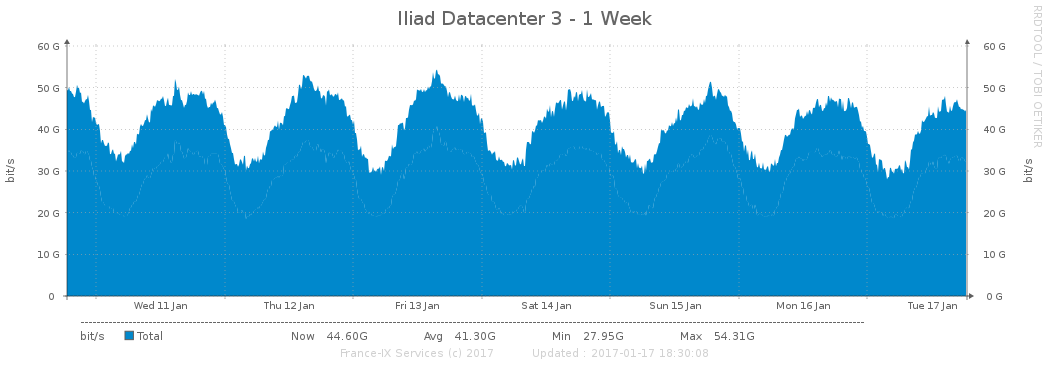 Iliad Datacenter 3 - 1 Week
RRDTOOL / TOBI OETIKER
60 G 60 G
50 G 50 G
40 G 40 G
30 G 30 G
20 G 20 G
10 G 10 G
0 0 G
bit/s bit/s
Wed 11 Jan Thu 12 Jan Fri 13 Jan Sat 14 Jan Sun 15 Jan Mon 16 Jan Tue 17 Jan
bit/s Total Now 44.60G Avg 41.30G Min 27.95G Max 54.31G
France-IX Services (c) 2017 Updated : 2017-01-17 18:30:08